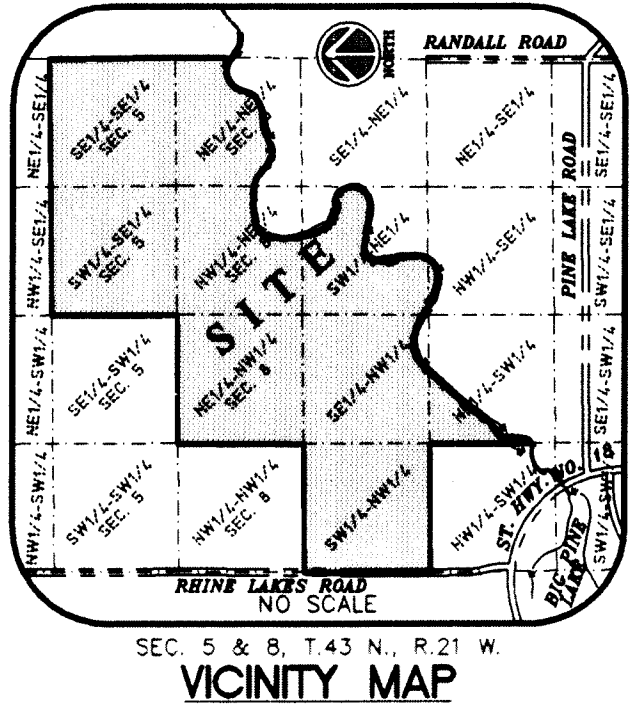 RANDALL ROAD
NORTH
NE1/4-SE1/4
SE1/4-SE1/4
SEC. 5
NE1/4-NE1/4
SEC. 8
SE1/4-NE1/4
NE1/4-SE1/4
SE1/4-SE1/4
PINE LAKE ROAD
NW1/4-SE1/4
SW1/4-SE1/4
SEC. 5
NW1/4-NE1/4
SEC. 8
SW1/4-NE1/4
NW1/4-SE1/4
SW1/4-SE1/4
SITE
NE1/4-SW1/4
SE1/4-SW1/4
SEC. 5
NE1/4-NW1/4
SEC. 8
SE1/4-NW1/4
NE1/4-SW1/4
SE1/4-SW1/4
NW1/4-SW1/4
SW1/4-SW1/4
SEC. 5
NW1/4-NW1/4
SEC. 8
SW1/4-NW1/4
NW1/4-SW1/4
ST. HWY. NO. 18
SW1/4-SW1/4
BIG PINE
LAKE
RHINE LAKES ROAD
NO SCALE
SEC. 5 & 8, T.43 N., R.21 W.
VICINITY MAP